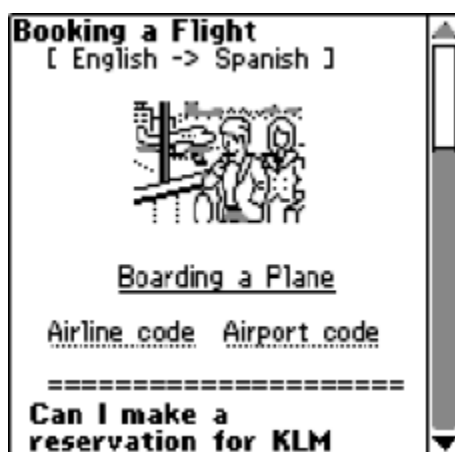 Booking a Flight
[ English -> Spanish ]
Boarding a Plane
Airline code Airport code
=====================
Can I make a
reservation for KLM